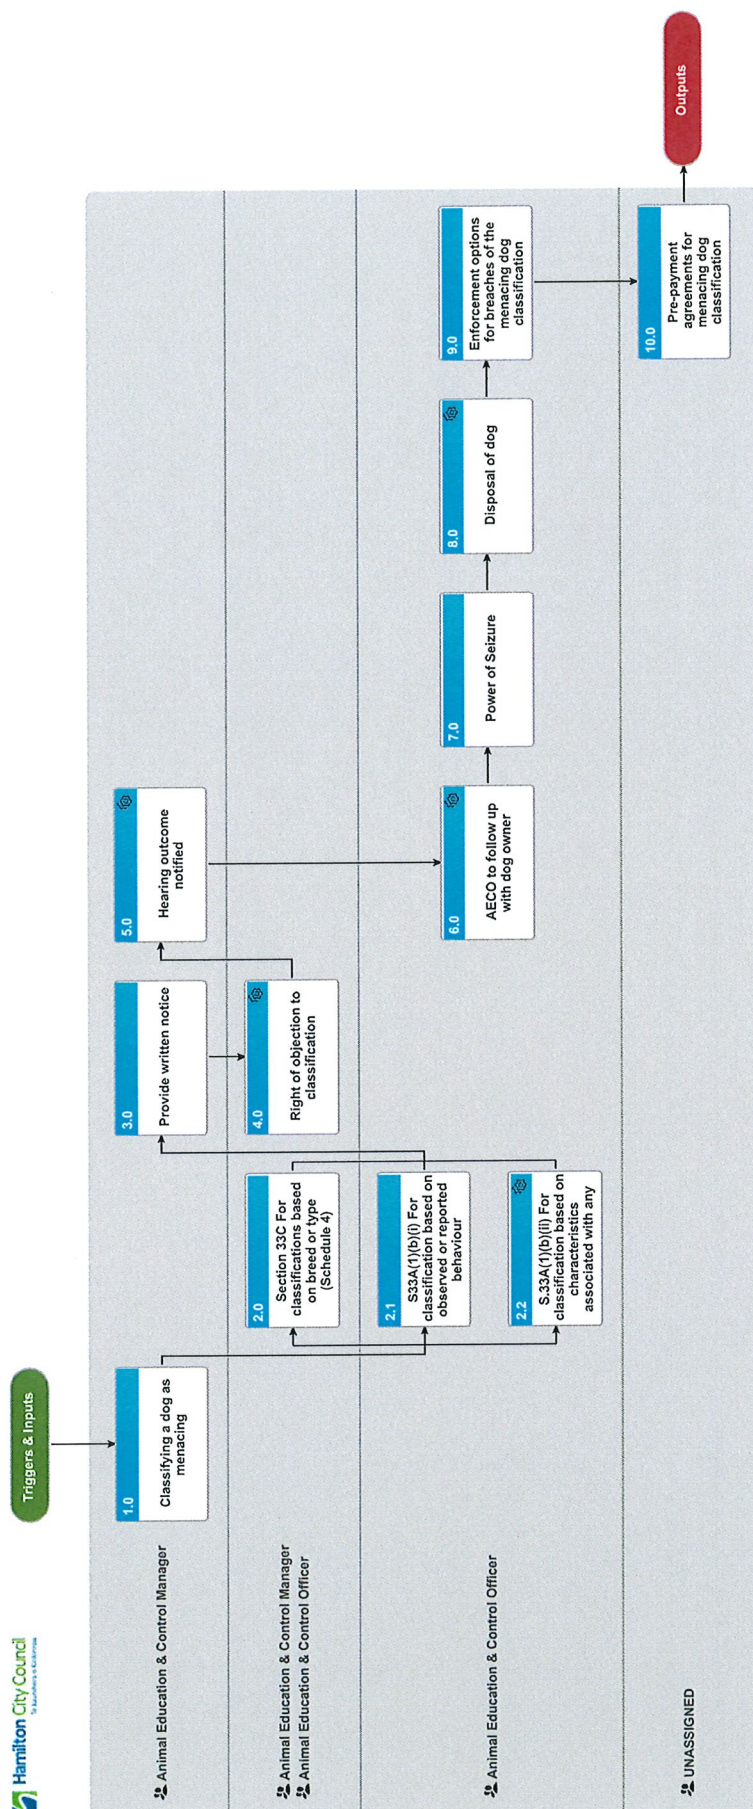 Hamilton City Council
Triggers & Inputs
Animal Education & Control Manager
1.0
Classifying a dog as
menacing
3.0
Provide written notice
5.0
Hearing outcome
notified
Animal Education & Control Manager
Animal Education & Control Officer
2.0
Section 33C For
classifications based
on breed or type
(Schedule 4)
4.0
Right of objection to
classification
Animal Education & Control Officer
2.1
S33A(1)(b)(i) For
classification based on
observed or reported
behaviour
2.2
S.33A(1)(b)(ii) For
classification based on
characteristics
associated with any
6.0
AECO to follow up
with dog owner
7.0
Power of Seizure
8.0
Disposal of dog
9.0
Enforcement options
for breaches of the
menacing dog
classification
UNASSIGNED
10.0
Pre-payment
agreements for
menacing dog
classification
Outputs